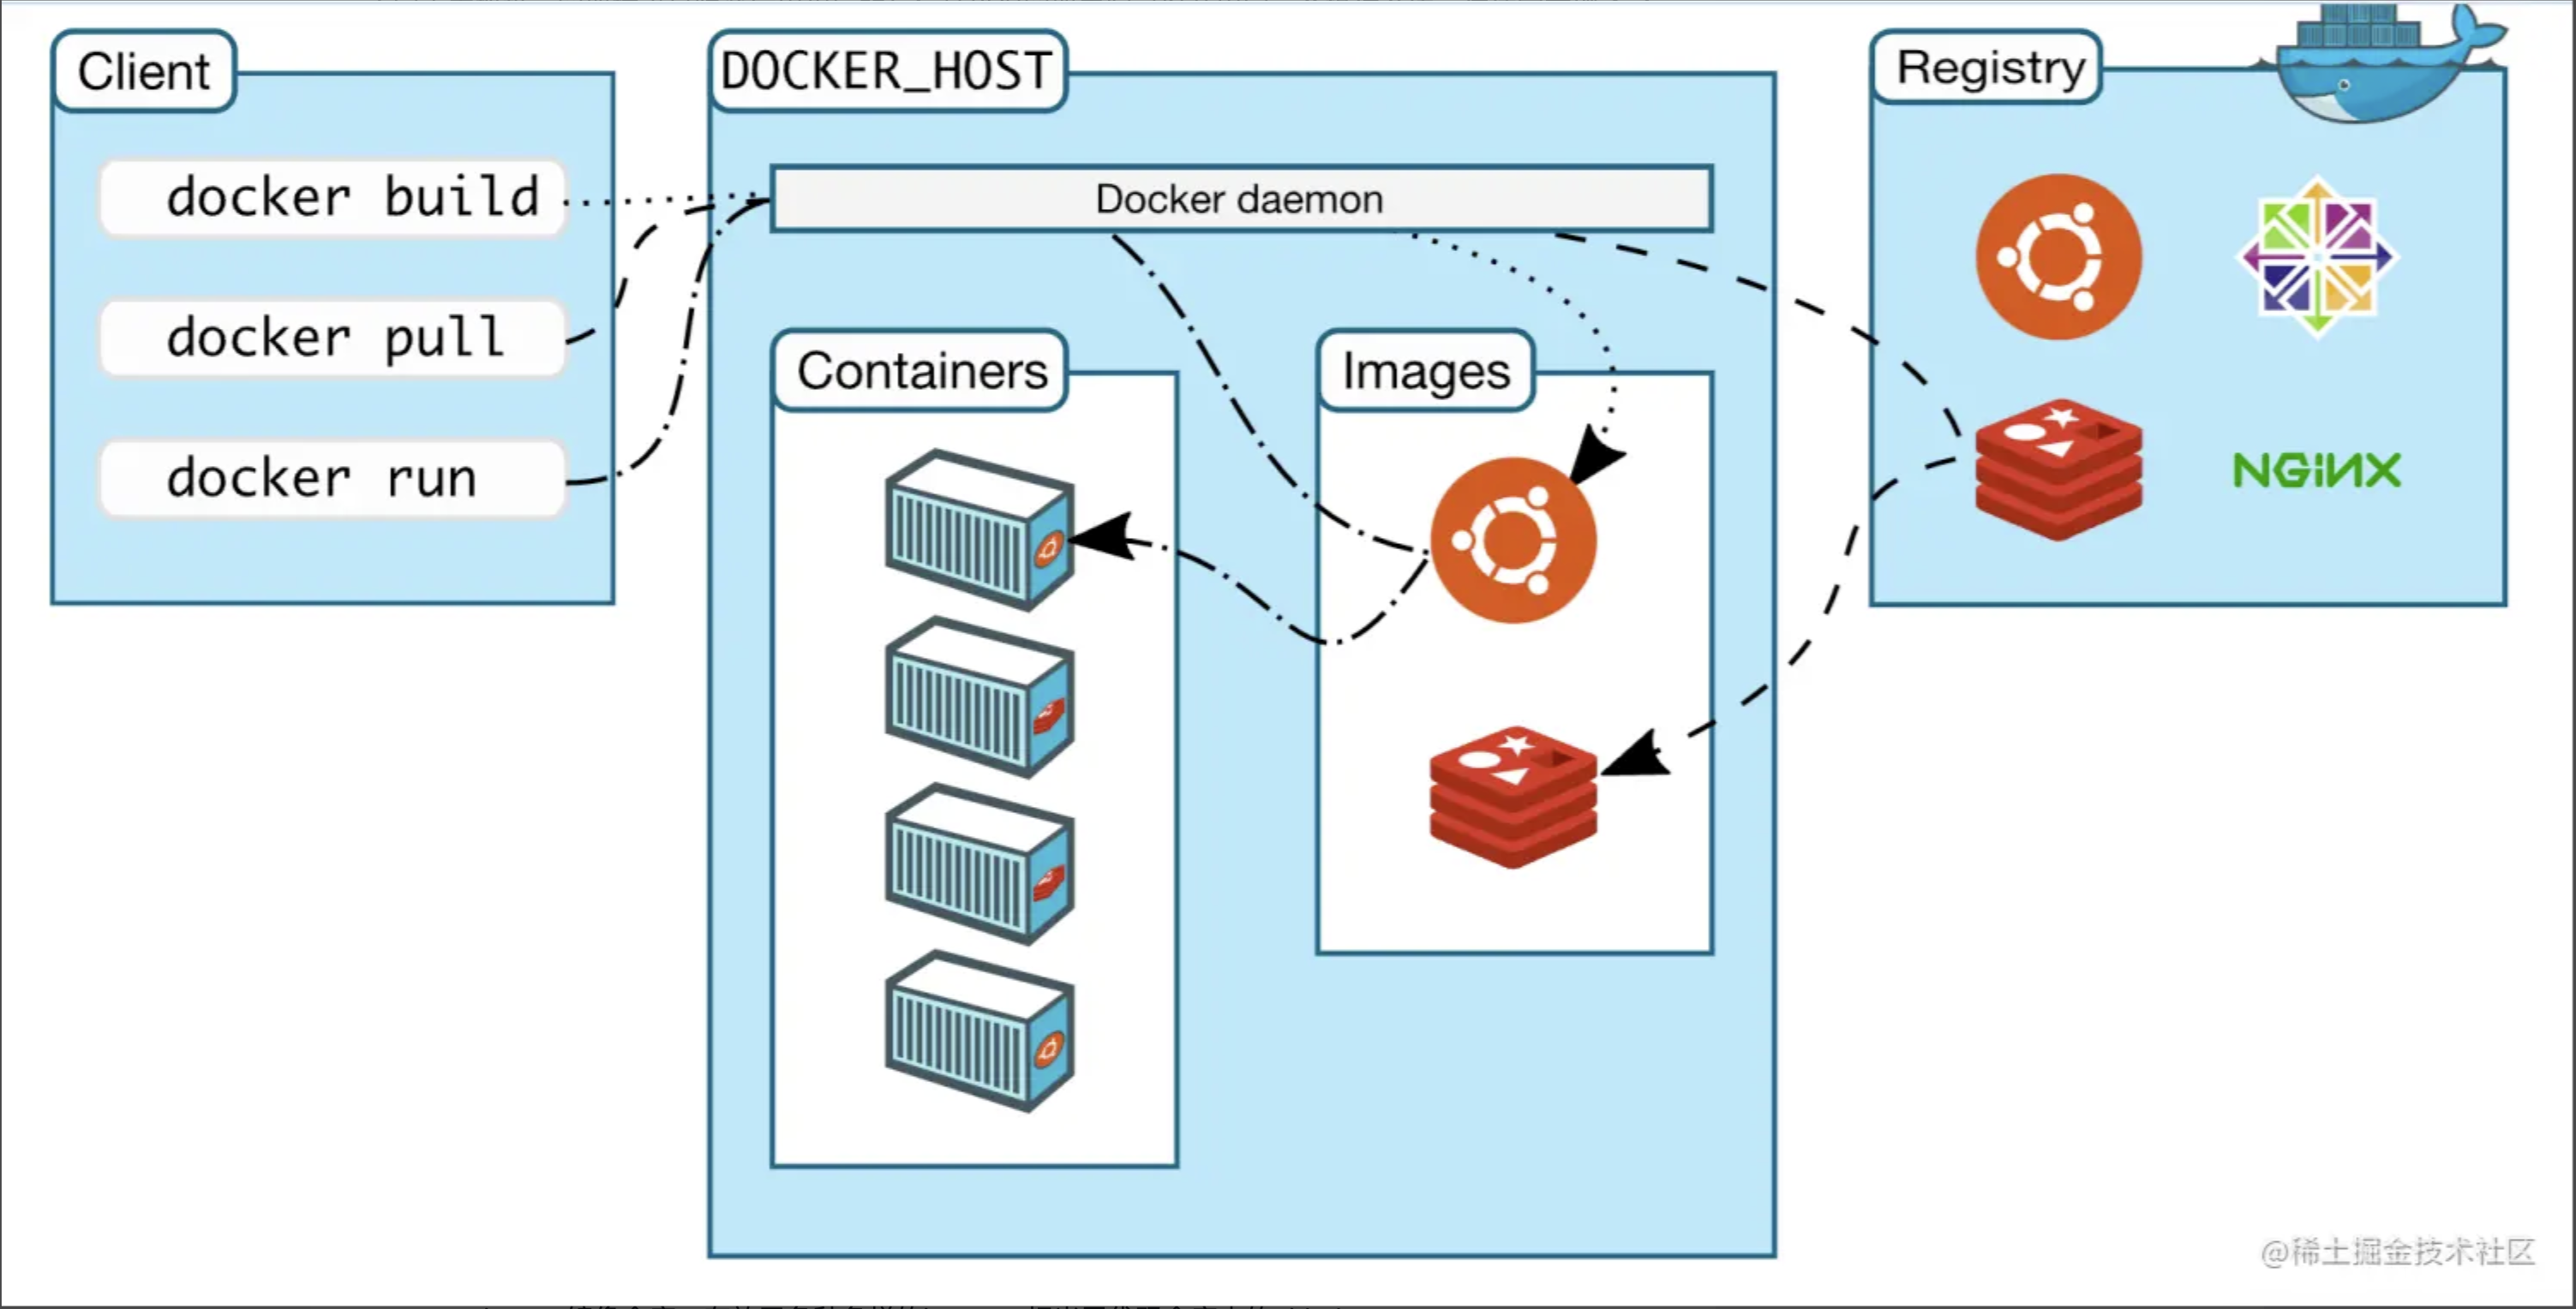 Client
docker build
docker pull
docker run
DOCKER_HOST
Docker daemon
Containers
Images
Registry
NGiNX
@稀土掘金技术社区